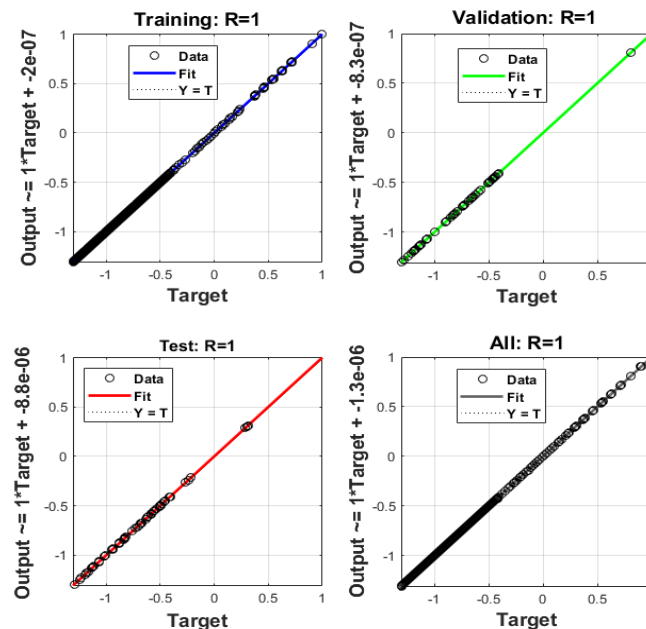 Training: R=1
Output ~= 1*Target + -2e-07
1
0.5
0
-0.5
-1
Data
Fit
Y = T
-1 -0.5 0 0.5 1
Target
Validation: R=1
Output ~= 1*Target + -8.3e-07
1
0.5
0
-0.5
-1
Data
Fit
Y = T
-1 -0.5 0 0.5
Target
Test: R=1
Output ~= 1*Target + -8.8e-06
1
0.5
0
-0.5
-1
Data
Fit
Y = T
-1 -0.5 0 0.5 1
Target
All: R=1
Output ~= 1*Target + -1.3e-06
1
0.5
0
-0.5
-1
Data
Fit
Y = T
-1 -0.5 0 0.5
Target